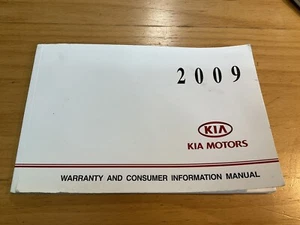 2009
KIA
KIA MOTORS
WARRANTY AND CONSUMER INFORMATION MANUAL